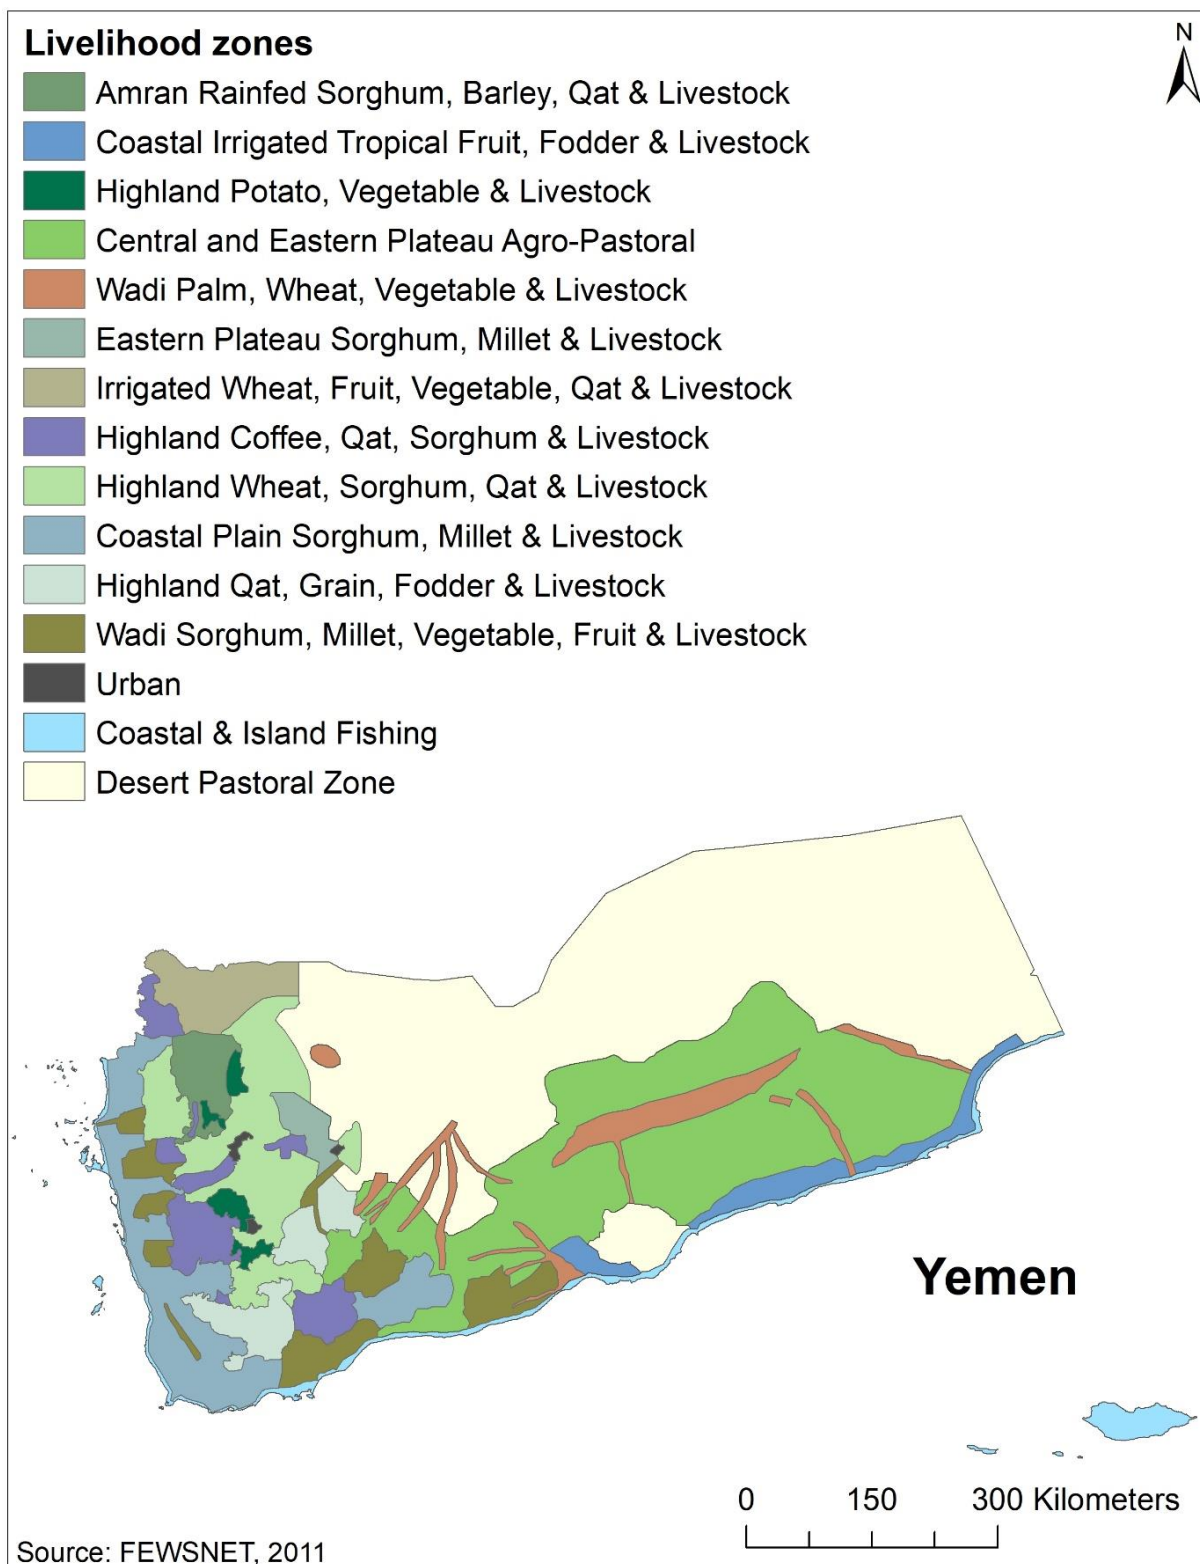 Livelihood zones
N
Amran Rainfed Sorghum, Barley, Qat & Livestock
Coastal Irrigated Tropical Fruit, Fodder & Livestock
Highland Potato, Vegetable & Livestock
Central and Eastern Plateau Agro-Pastoral
Wadi Palm, Wheat, Vegetable & Livestock
Eastern Plateau Sorghum, Millet & Livestock
Irrigated Wheat, Fruit, Vegetable, Qat & Livestock
Highland Coffee, Qat, Sorghum & Livestock
Highland Wheat, Sorghum, Qat & Livestock
Coastal Plain Sorghum, Millet & Livestock
Highland Qat, Grain, Fodder & Livestock
Wadi Sorghum, Millet, Vegetable, Fruit & Livestock
Urban
Coastal & Island Fishing
Desert Pastoral Zone
Yemen
0 150 300 Kilometers
Source: FEWSNET, 2011